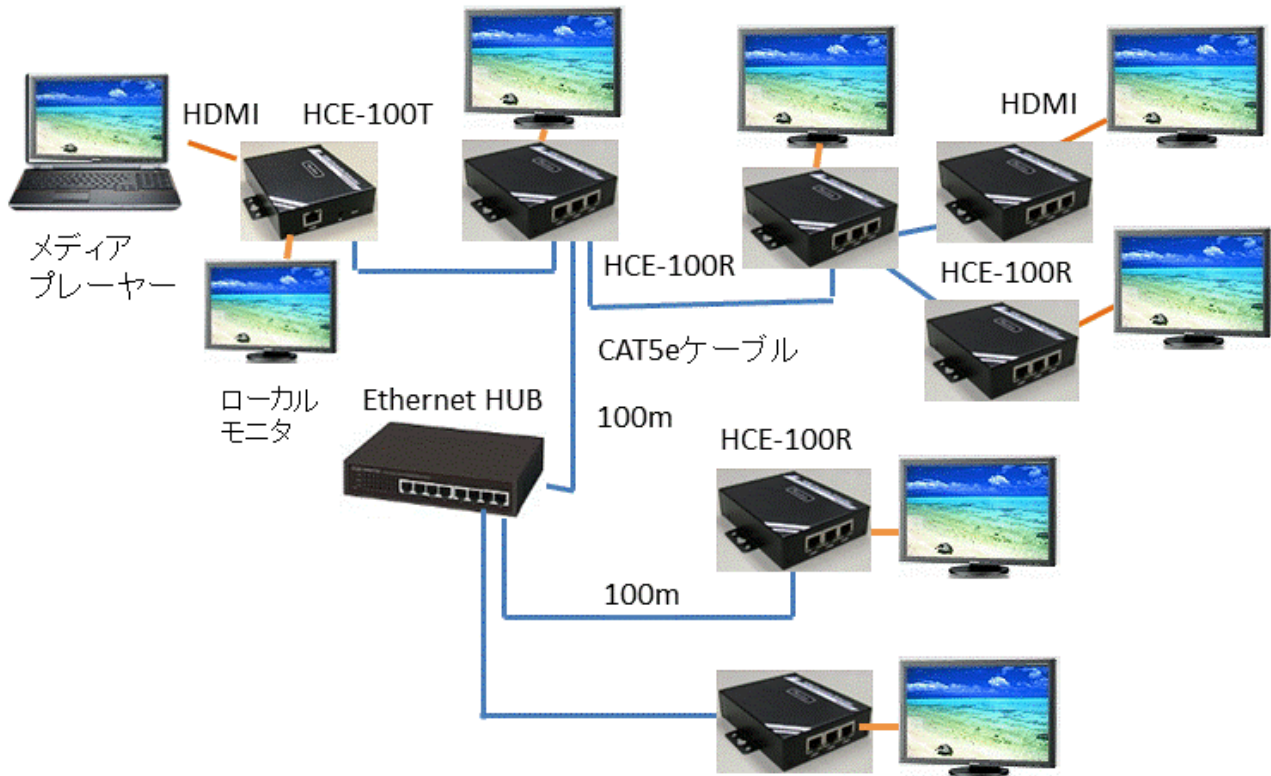 HDMI
HCE-100T
HDMI
メディア
プレーヤー
HCE-100R
HCE-100R
CAT5eケーブル
ローカル
モニタ
Ethernet HUB
100m
HCE-100R
100m